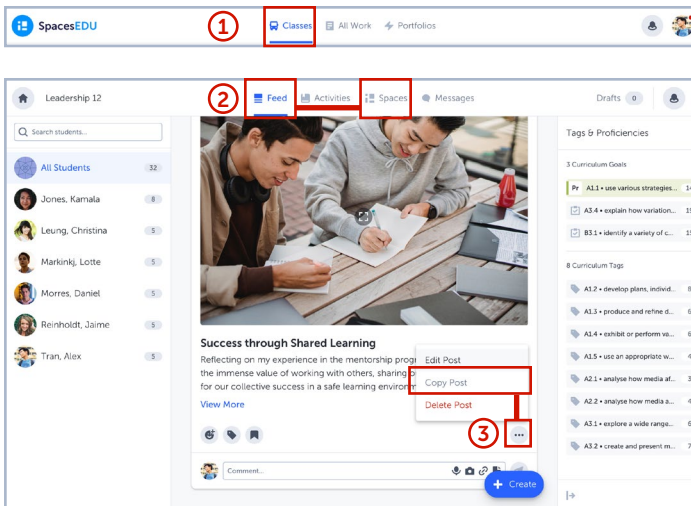 SpacesEDU
1
Classes
All Work
Portfolios
Leadership 12
2
Feed
Activities
Spaces
Messages
Drafts 0
Search students...
All Students 32
Jones, Kamala 8
Leung, Christina 5
Markinkj, Lotte 5
Morres, Daniel 5
Reinholdt, Jaime 5
Tran, Alex 5
Success through Shared Learning
Reflecting on my experience in the mentorship progr
the immense value of working with others, sharing
for our collective success in a safe learning environm
View More
Edit Post
Copy Post
Delete Post
3
Comment...
+ Create
Tags & Proficiencies
3 Curriculum Goals
Pr A1.1 • use various strategies...
A3.4 • explain how variation...
B3.1 • identify a variety of c...
8 Curriculum Tags
A1.2 • develop plans, individ...
A1.3 • produce and refine d...
A1.4 • exhibit or perform va...
A1.5 • use an appropriate w...
A2.1 • analyse how media af...
A2.2 • analyse how media a...
A3.1 • explore a wide range...
A3.2 • create and present m...